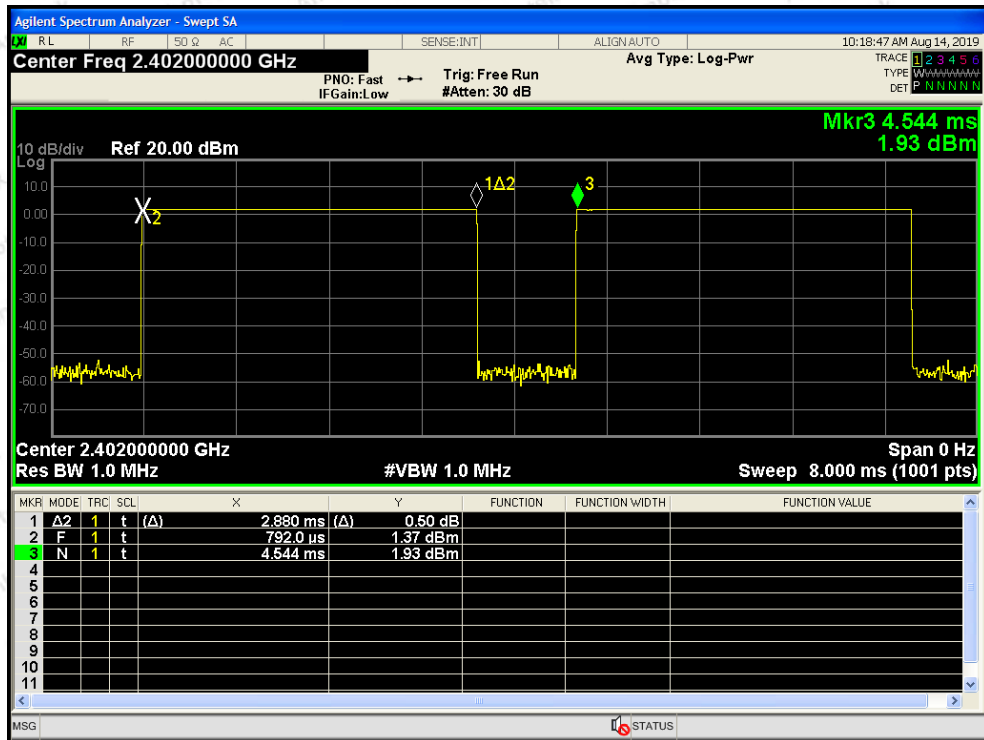 Agilent Spectrum Analyzer - Swept SA
LXI RL RF 50 Ω AC SENSE:INT ALIGN AUTO 10:18:47 AM Aug 14, 2019
Center Freq 2.402000000 GHz
PNO: Fast
IFGain:Low
Trig: Free Run
#Atten: 30 dB
Avg Type: Log-Pwr
TRACE 1 2 3 4 5 6
TYPE WWWWWW
DET P N N N N N
Mkr3 4.544 ms
1.93 dBm
10 dB/div Ref 20.00 dBm
Log
10.0
0.00
-10.0
-20.0
-30.0
-40.0
-50.0
-60.0
-70.0
2
1Δ2
3
Center 2.402000000 GHz Span 0 Hz
Res BW 1.0 MHz #VBW 1.0 MHz Sweep 8.000 ms (1001 pts)
MKR MODE TRC SCL X Y FUNCTION FUNCTION WIDTH FUNCTION VALUE
1 Δ2 1 t (Δ) 2.880 ms (Δ) 0.50 dB
2 F 1 t 792.0 µs 1.37 dBm
3 N 1 t 4.544 ms 1.93 dBm
4
5
6
7
8
9
10
11
MSG STATUS